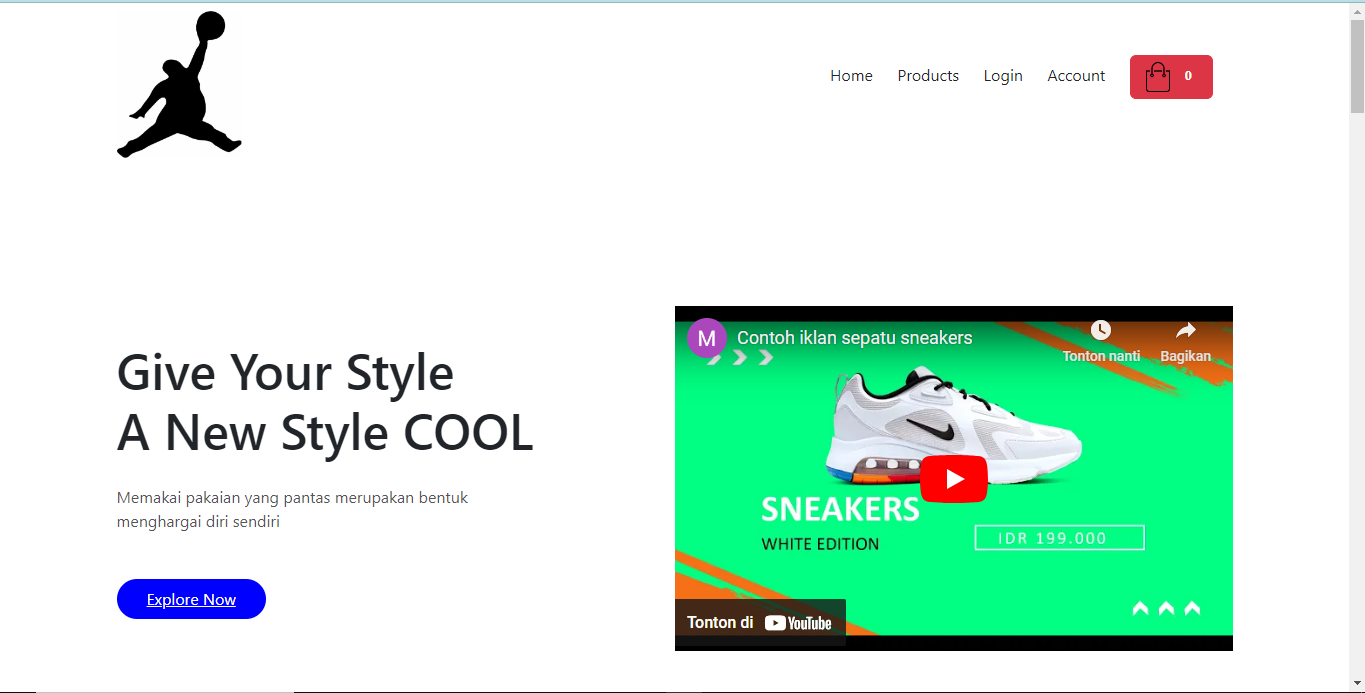 Home Products Login Account 0
Give Your Style
A New Style COOL
Memakai pakaian yang pantas merupakan bentuk
menghargai diri sendiri
Explore Now
M Contoh iklan sepatu sneakers
Tonton nanti Bagikan
SNEAKERS
WHITE EDITION
IDR 199.000
Tonton di YouTube